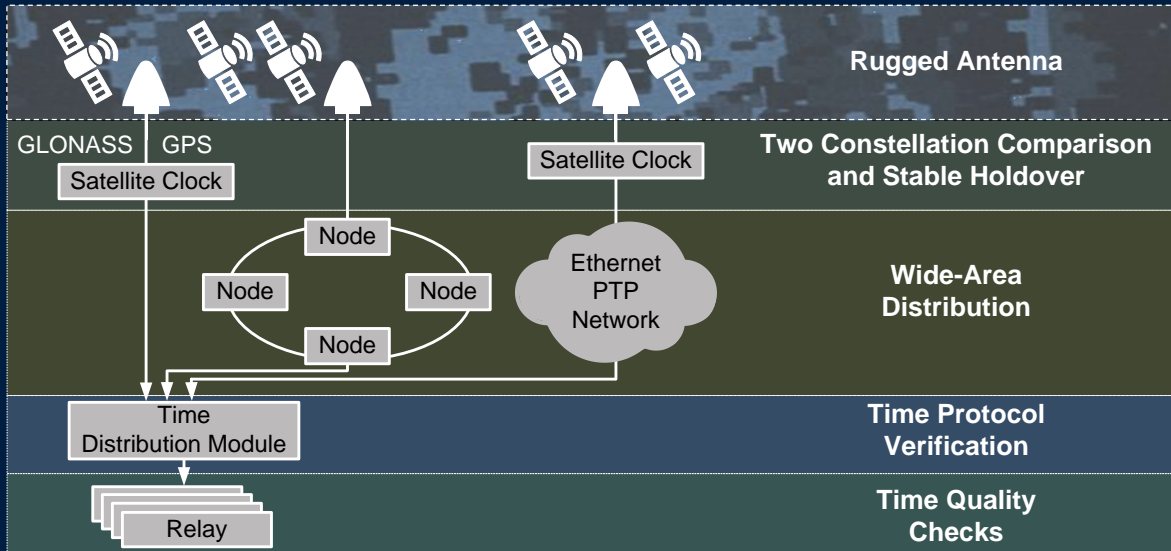 Rugged Antenna
GLONASS GPS
Satellite Clock
Satellite Clock
Two Constellation Comparison
and Stable Holdover
Node
Node
Node
Node
Ethernet
PTP
Network
Wide-Area
Distribution
Time
Distribution Module
Time Protocol
Verification
Relay
Time Quality
Checks